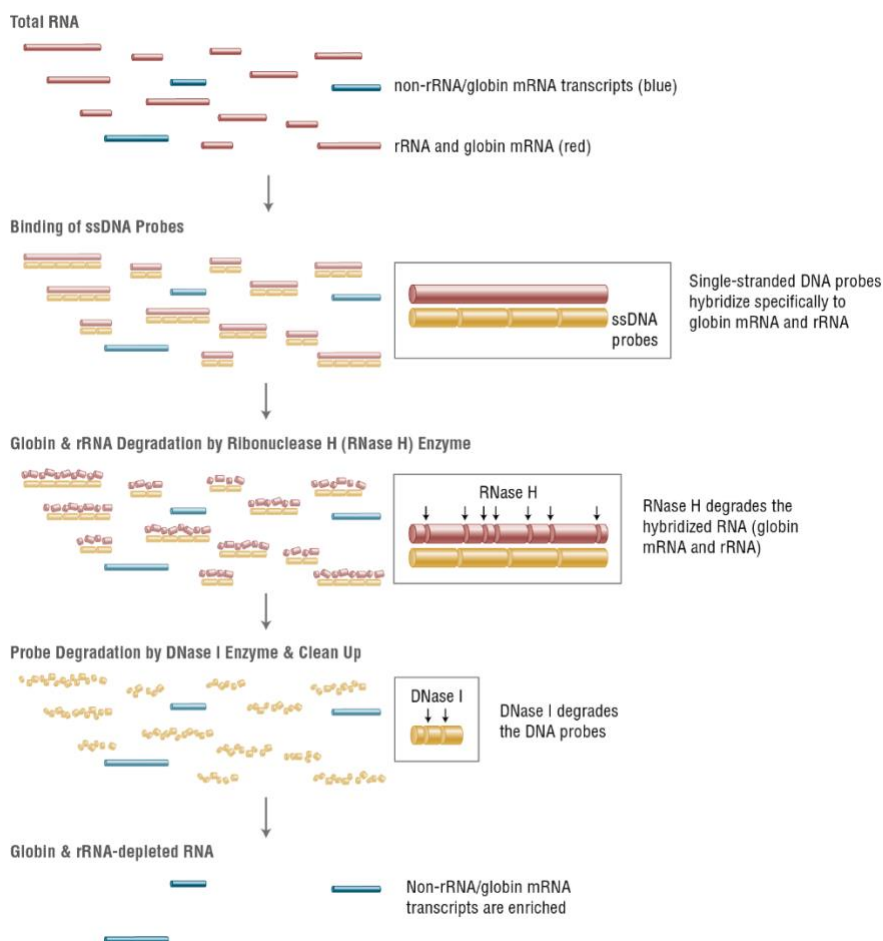 Total RNA
non-rRNA/globin mRNA transcripts (blue)
rRNA and globin mRNA (red)
Binding of ssDNA Probes
ssDNA
probes
Single-stranded DNA probes
hybridize specifically to
globin mRNA and rRNA
Globin & rRNA Degradation by Ribonuclease H (RNase H) Enzyme
RNase H
RNase H degrades the
hybridized RNA (globin
mRNA and rRNA)
Probe Degradation by DNase I Enzyme & Clean Up
DNase I
DNase I degrades
the DNA probes
Globin & rRNA-depleted RNA
Non-rRNA/globin mRNA
transcripts are enriched